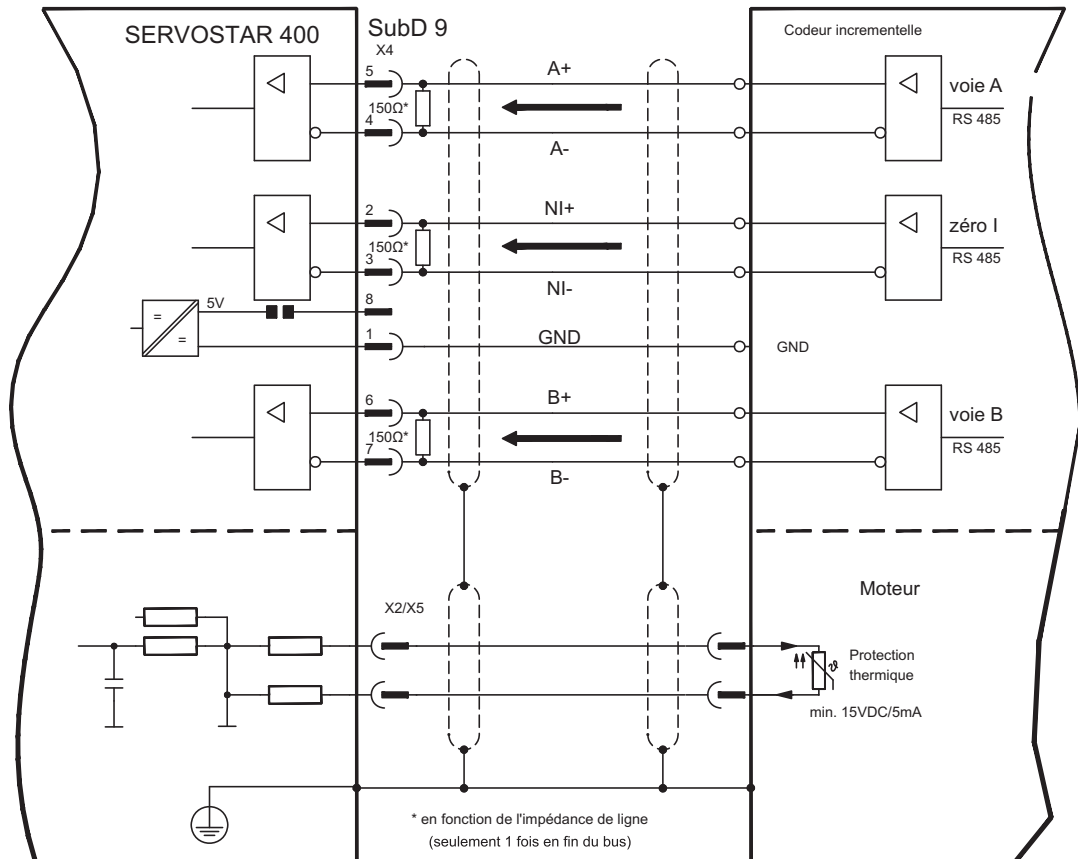 SERVOSTAR 400
SubD 9
Codeur incrementelle
X4
5
A+
voie A
150Ω*
RS 485
4
A-
2
NI+
zéro I
150Ω*
RS 485
3
NI-
5V
8
=
=
1
GND
GND
6
B+
voie B
150Ω*
RS 485
7
B-
Moteur
X2/X5
Protection
thermique
ϑ
min. 15VDC/5mA
* en fonction de l'impédance de ligne
(seulement 1 fois en fin du bus)